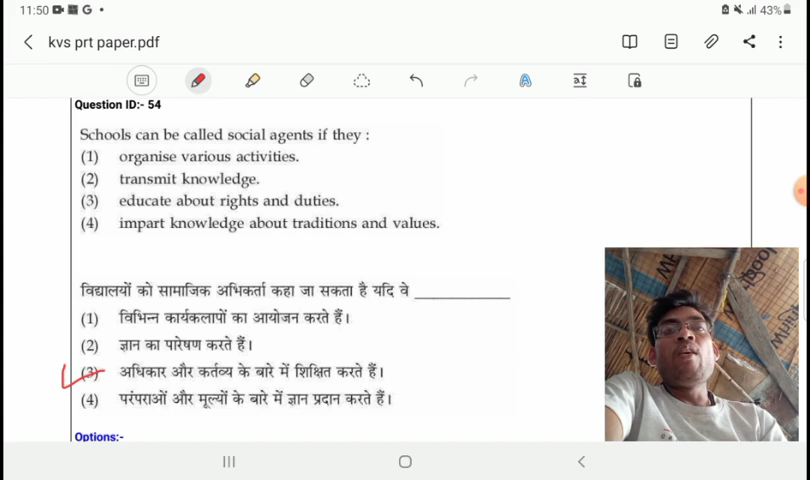 11:50 G •
43%
kvs prt paper.pdf
Question ID:- 54
Schools can be called social agents if they :
(1) organise various activities.
(2) transmit knowledge.
(3) educate about rights and duties.
(4) impart knowledge about traditions and values.
विद्यालयों को सामाजिक अभिकर्ता कहा जा सकता है यदि वे ____________
(1) विभिन्न कार्यकलापों का आयोजन करते हैं।
(2) ज्ञान का पारेषण करते हैं।
(3) अधिकार और कर्तव्य के बारे में शिक्षित करते हैं।
(4) परंपराओं और मूल्यों के बारे में ज्ञान प्रदान करते हैं।
Options:-